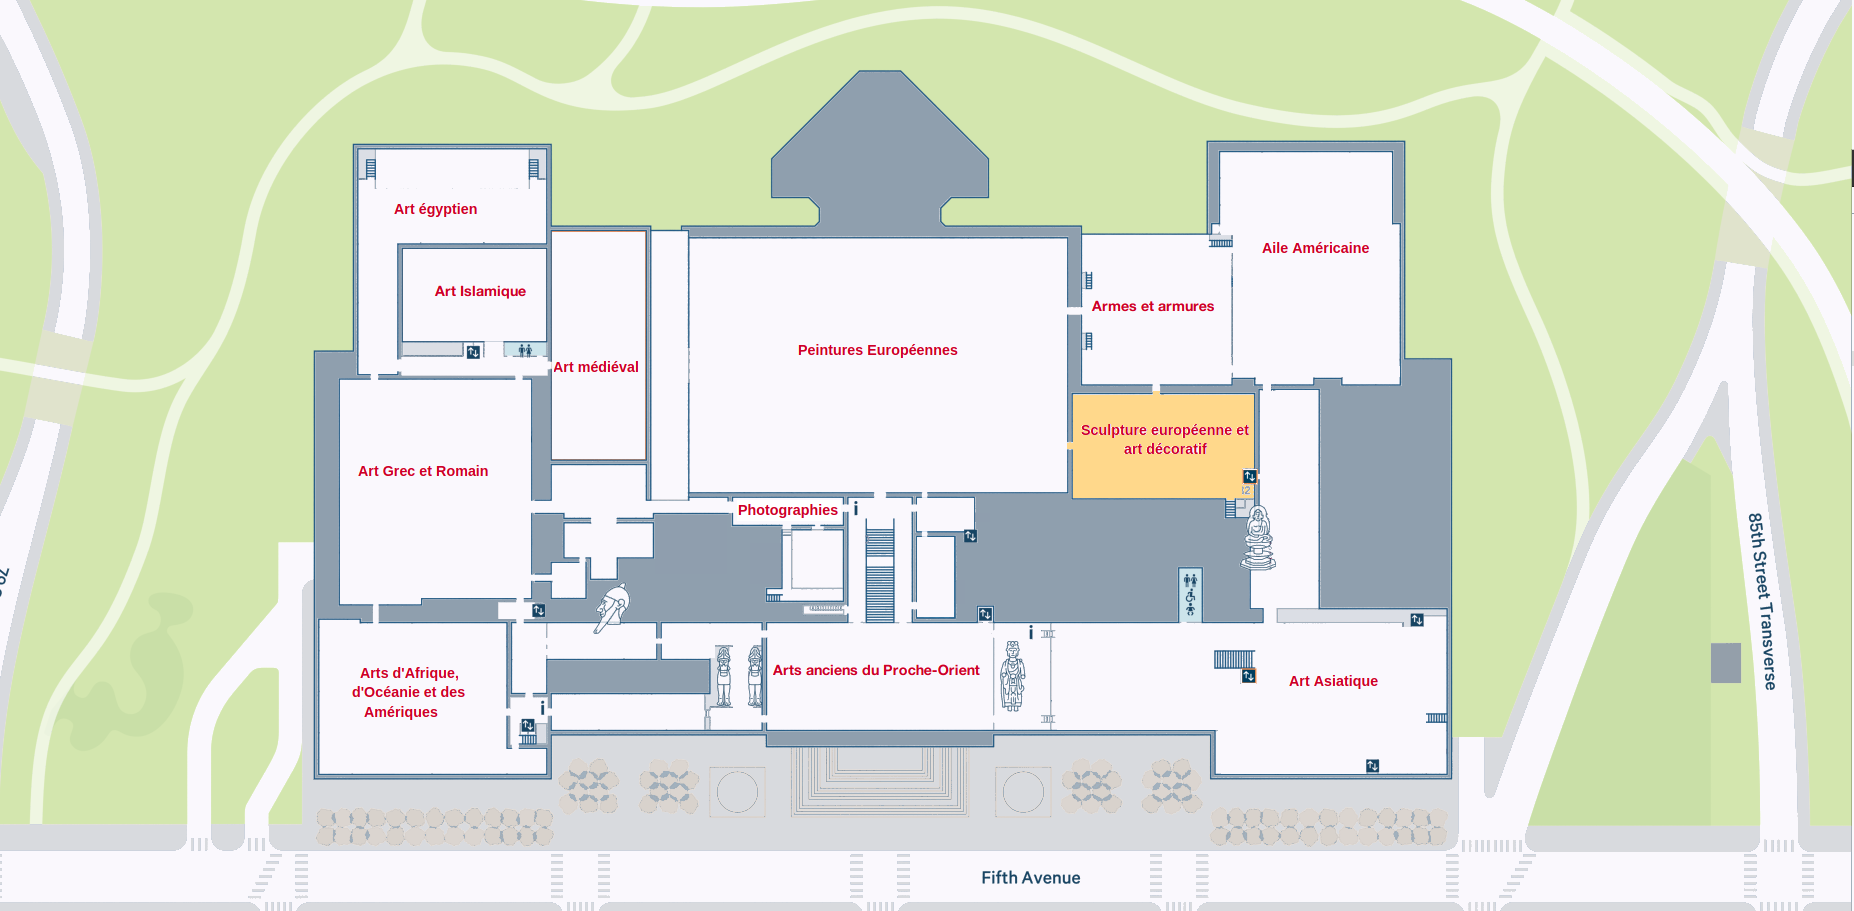 Art égyptien
Aile Américaine
Art Islamique
Armes et armures
Peintures Européennes
Art médiéval
Sculpture européenne et
art décoratif
Art Grec et Romain
Photographies
i
Arts d'Afrique,
d'Océanie et des
Amériques
i
Arts anciens du Proche-Orient
i
Art Asiatique
85th Street Transverse
Fifth Avenue